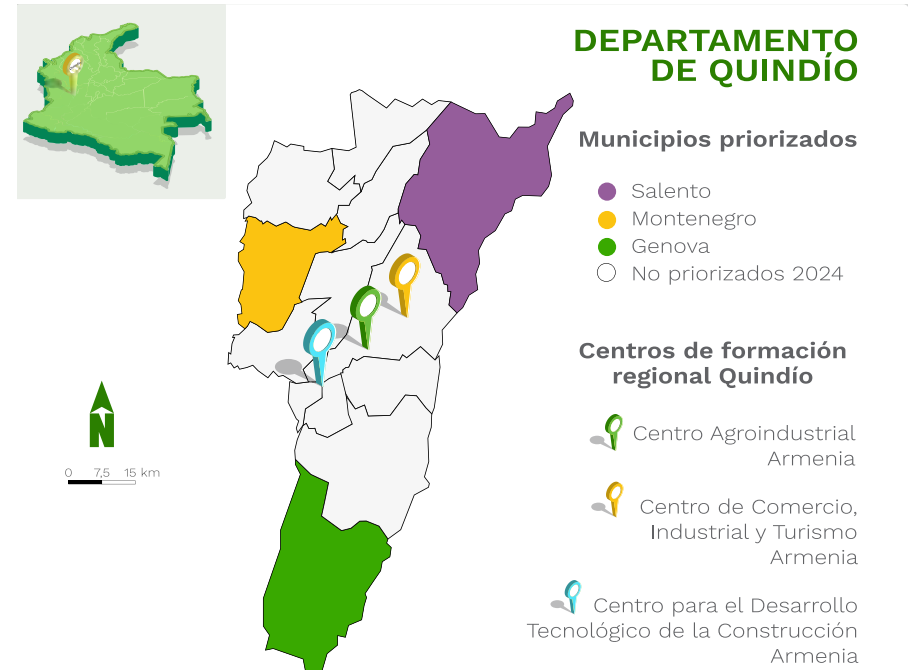 DEPARTAMENTO
DE QUINDÍO
Municipios priorizados
Salento
Montenegro
Genova
No priorizados 2024
Centros de formación
regional Quindío
Centro Agroindustrial
Armenia
Centro de Comercio,
Industrial y Turismo
Armenia
Centro para el Desarrollo
Tecnológico de la Construcción
Armenia
N
0 7,5 15 km